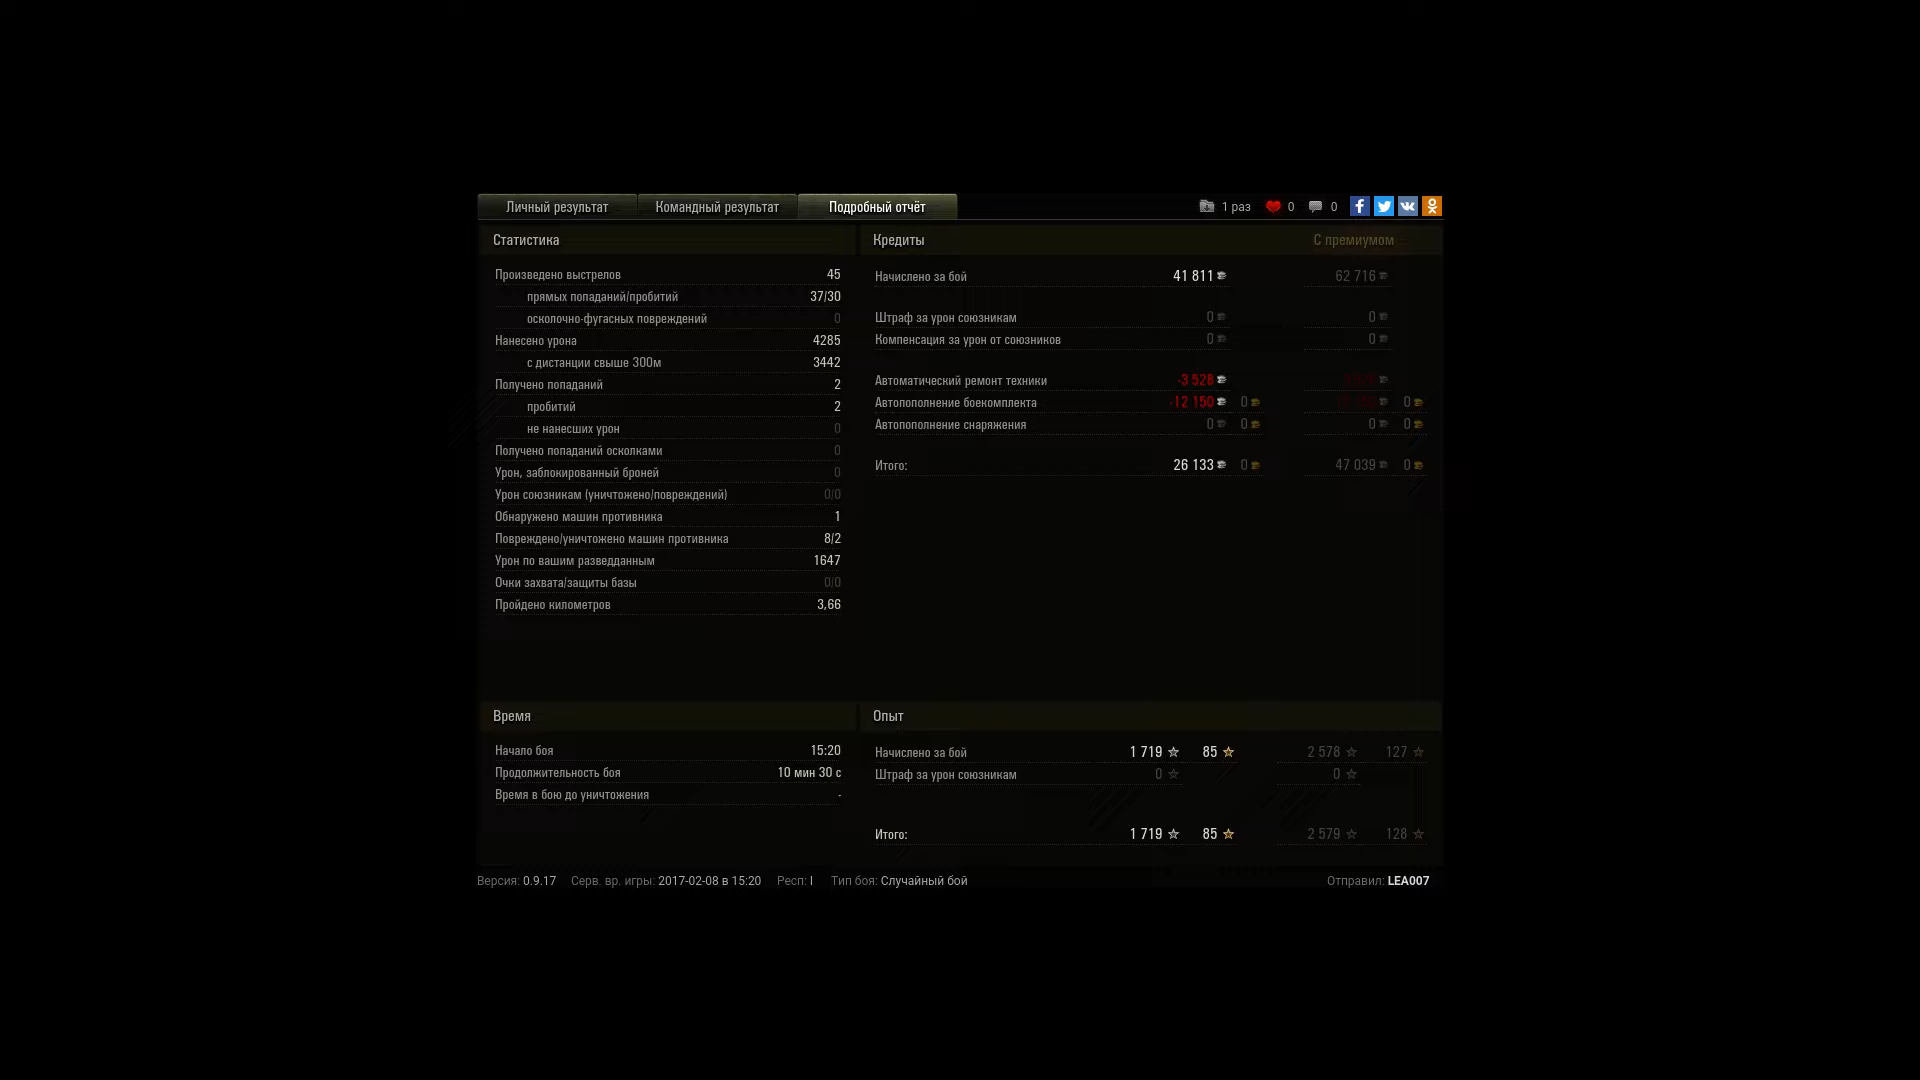 Личный результат Командный результат Подробный отчёт 1 раз 0 0
Статистика
Произведено выстрелов 45
прямых попаданий/пробитий 37/30
осколочно-фугасных повреждений 0
Нанесено урона 4285
с дистанции свыше 300м 3442
Получено попаданий 2
пробитий 2
не нанесших урон 0
Получено попаданий осколками 0
Урон, заблокированный броней 0
Урон союзникам (уничтожено/повреждений) 0/0
Обнаружено машин противника 1
Повреждено/уничтожено машин противника 8/2
Урон по вашим разведданным 1647
Очки захвата/защиты базы 0/0
Пройдено километров 3,66
Кредиты С премиумом
Начислено за бой 41 811 62 716
Штраф за урон союзникам 0 0
Компенсация за урон от союзников 0 0
Автоматический ремонт техники -3 528
Автопополнение боекомплекта -12 150 0 0
Автопополнение снаряжения 0 0 0 0
Итого: 26 133 0 47 039 0
Время
Начало боя 15:20
Продолжительность боя 10 мин 30 с
Время в бою до уничтожения -
Опыт
Начислено за бой 1 719 85 2 578 127
Штраф за урон союзникам 0 0
Итого: 1 719 85 2 579 128
Версия: 0.9.17 Серв. вр. игры: 2017-02-08 в 15:20 Респ: I Тип боя: Случайный бой Отправил: LEA007